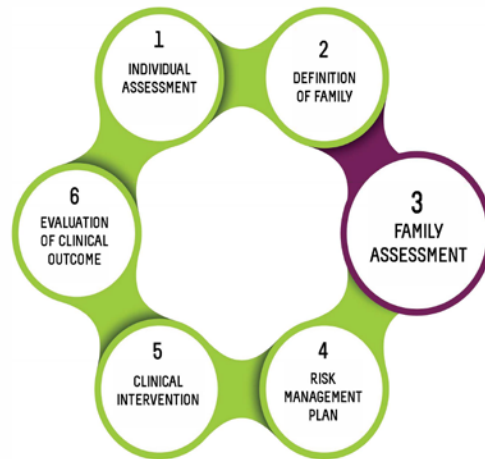 1
INDIVIDUAL
ASSESSMENT
2
DEFINITION
OF FAMILY
3
FAMILY
ASSESSMENT
4
RISK
MANAGEMENT
PLAN
5
CLINICAL
INTERVENTION
6
EVALUATION
OF CLINICAL
OUTCOME